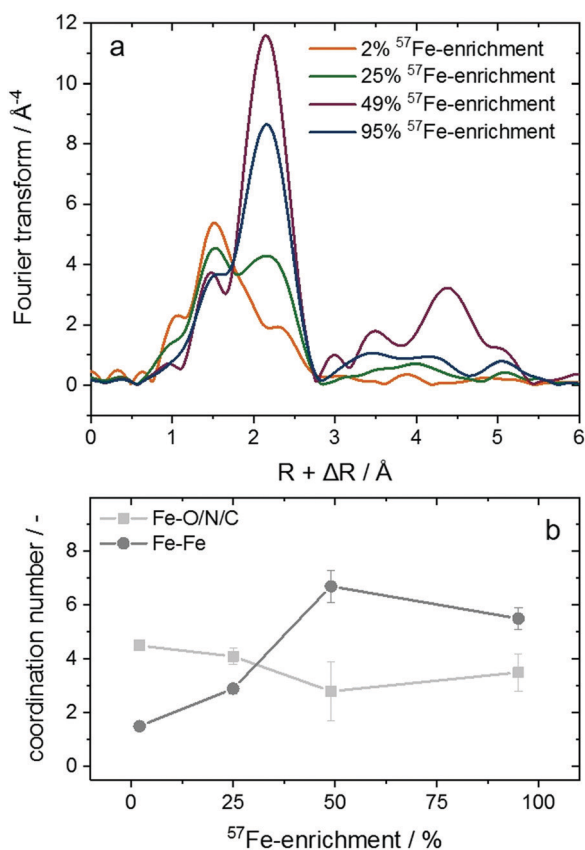 a
2% ⁵⁷Fe-enrichment
25% ⁵⁷Fe-enrichment
49% ⁵⁷Fe-enrichment
95% ⁵⁷Fe-enrichment
12
10
8
6
4
2
0
Fourier transform / Å⁻⁴
0 1 2 3 4 5 6
R + ΔR / Å
b
Fe-O/N/C
Fe-Fe
8
6
4
2
0
coordination number / -
0 25 50 75 100
⁵⁷Fe-enrichment / %